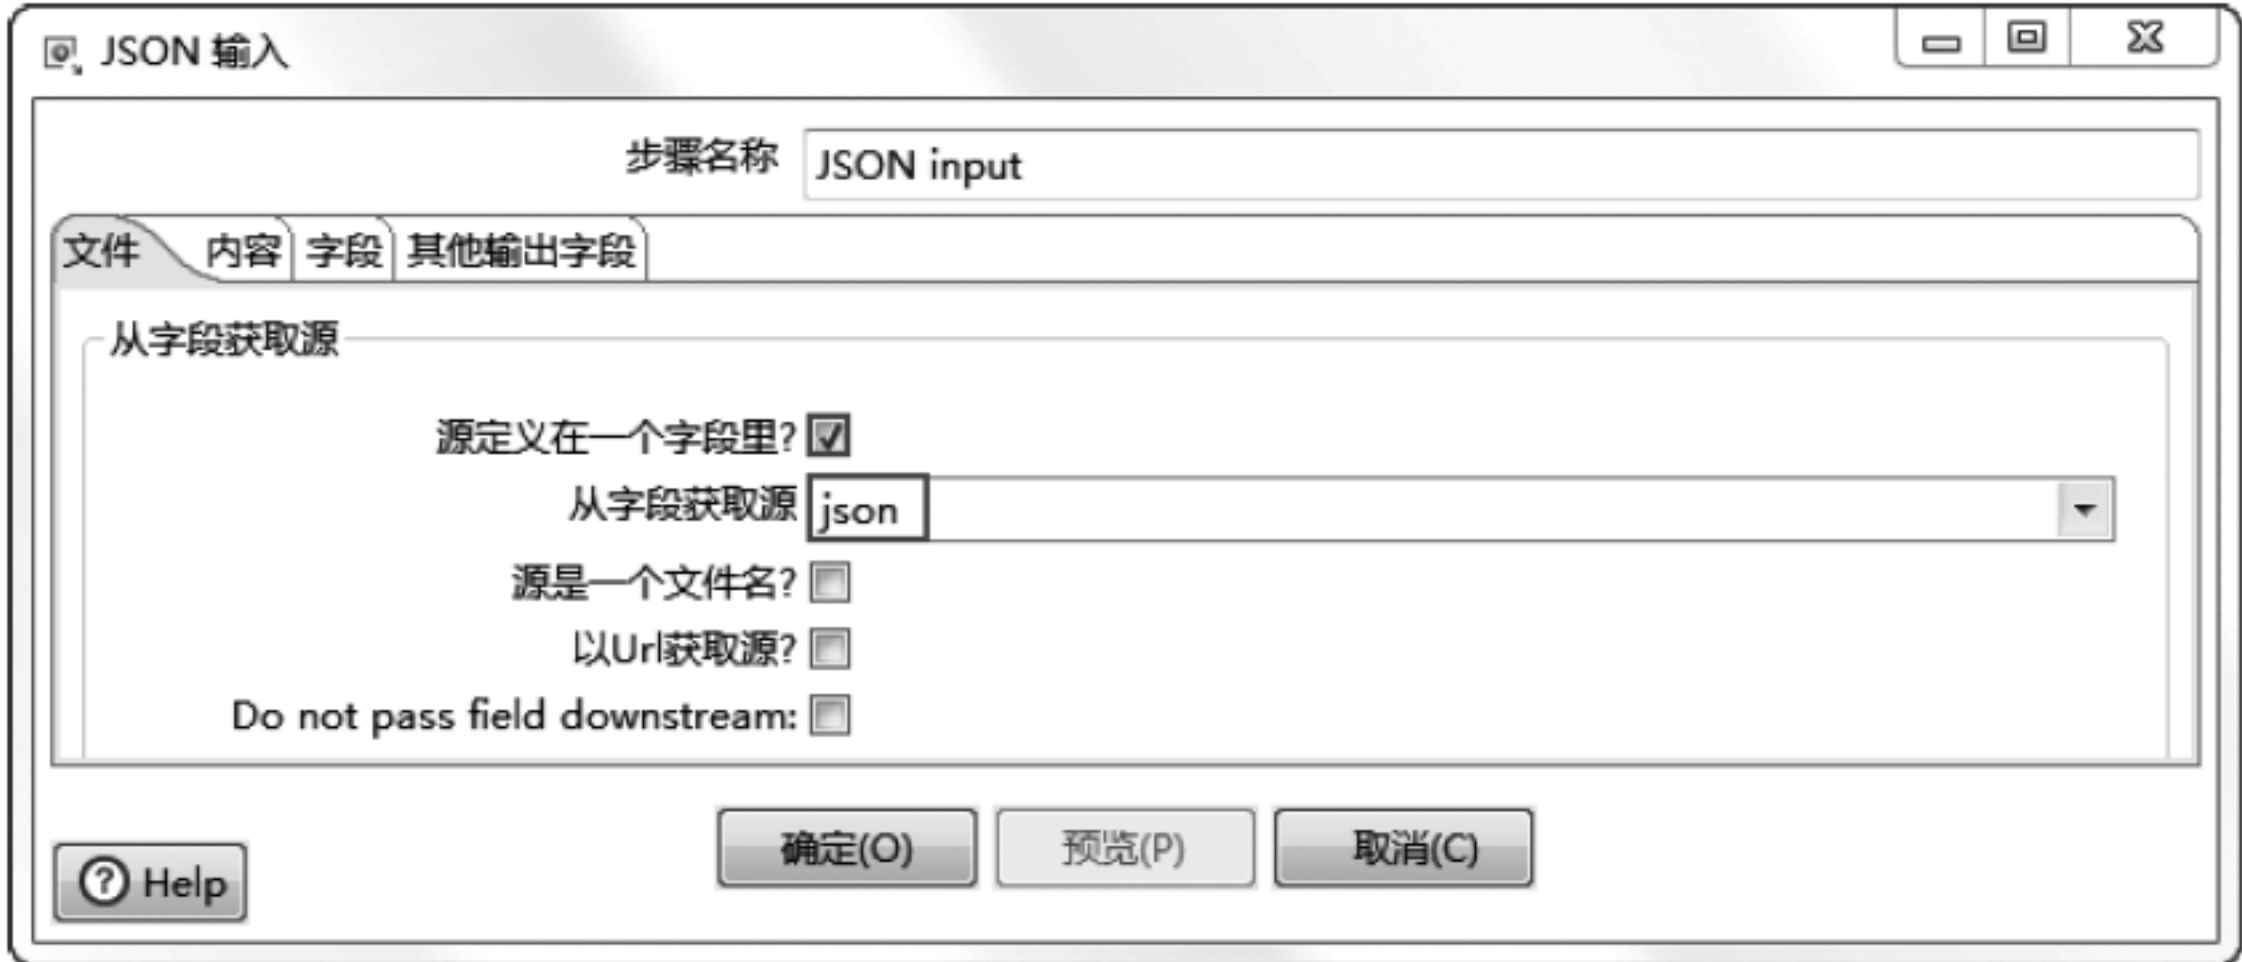 JSON 输入
步骤名称 JSON input
文件 内容 字段 其他输出字段
从字段获取源
源定义在一个字段里?
从字段获取源 json
源是一个文件名?
以Url获取源?
Do not pass field downstream:
确定(O) 预览(P) 取消(C)
Help